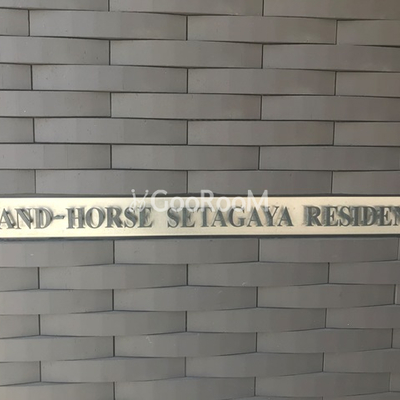 GooRooM
AND-HORSE SETAGAYA RESIDEN